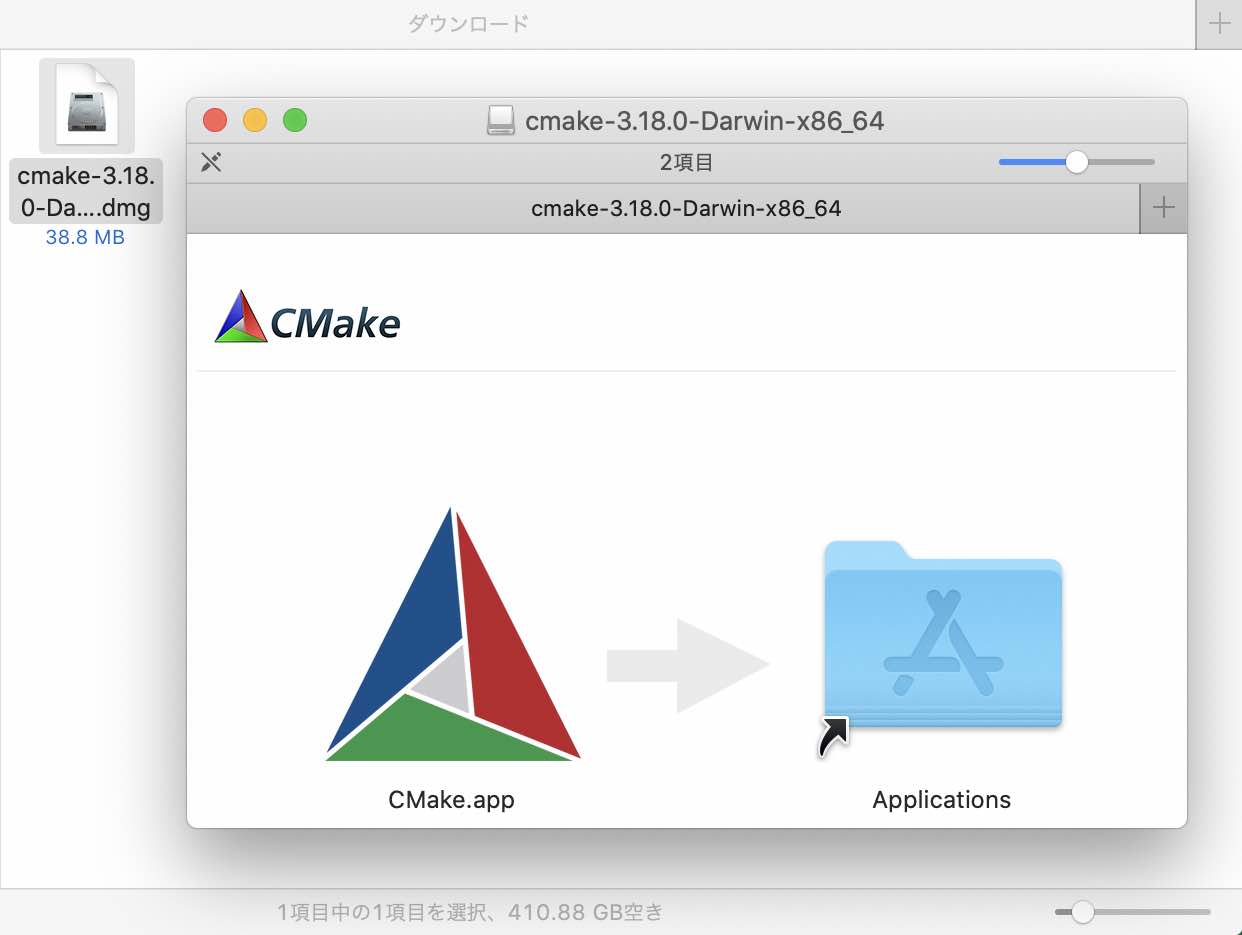 ダウンロード
cmake-3.18.
0-Da....dmg
38.8 MB
cmake-3.18.0-Darwin-x86_64
2項目
cmake-3.18.0-Darwin-x86_64
CMake
CMake.app
Applications
1項目中の1項目を選択、410.88 GB空き